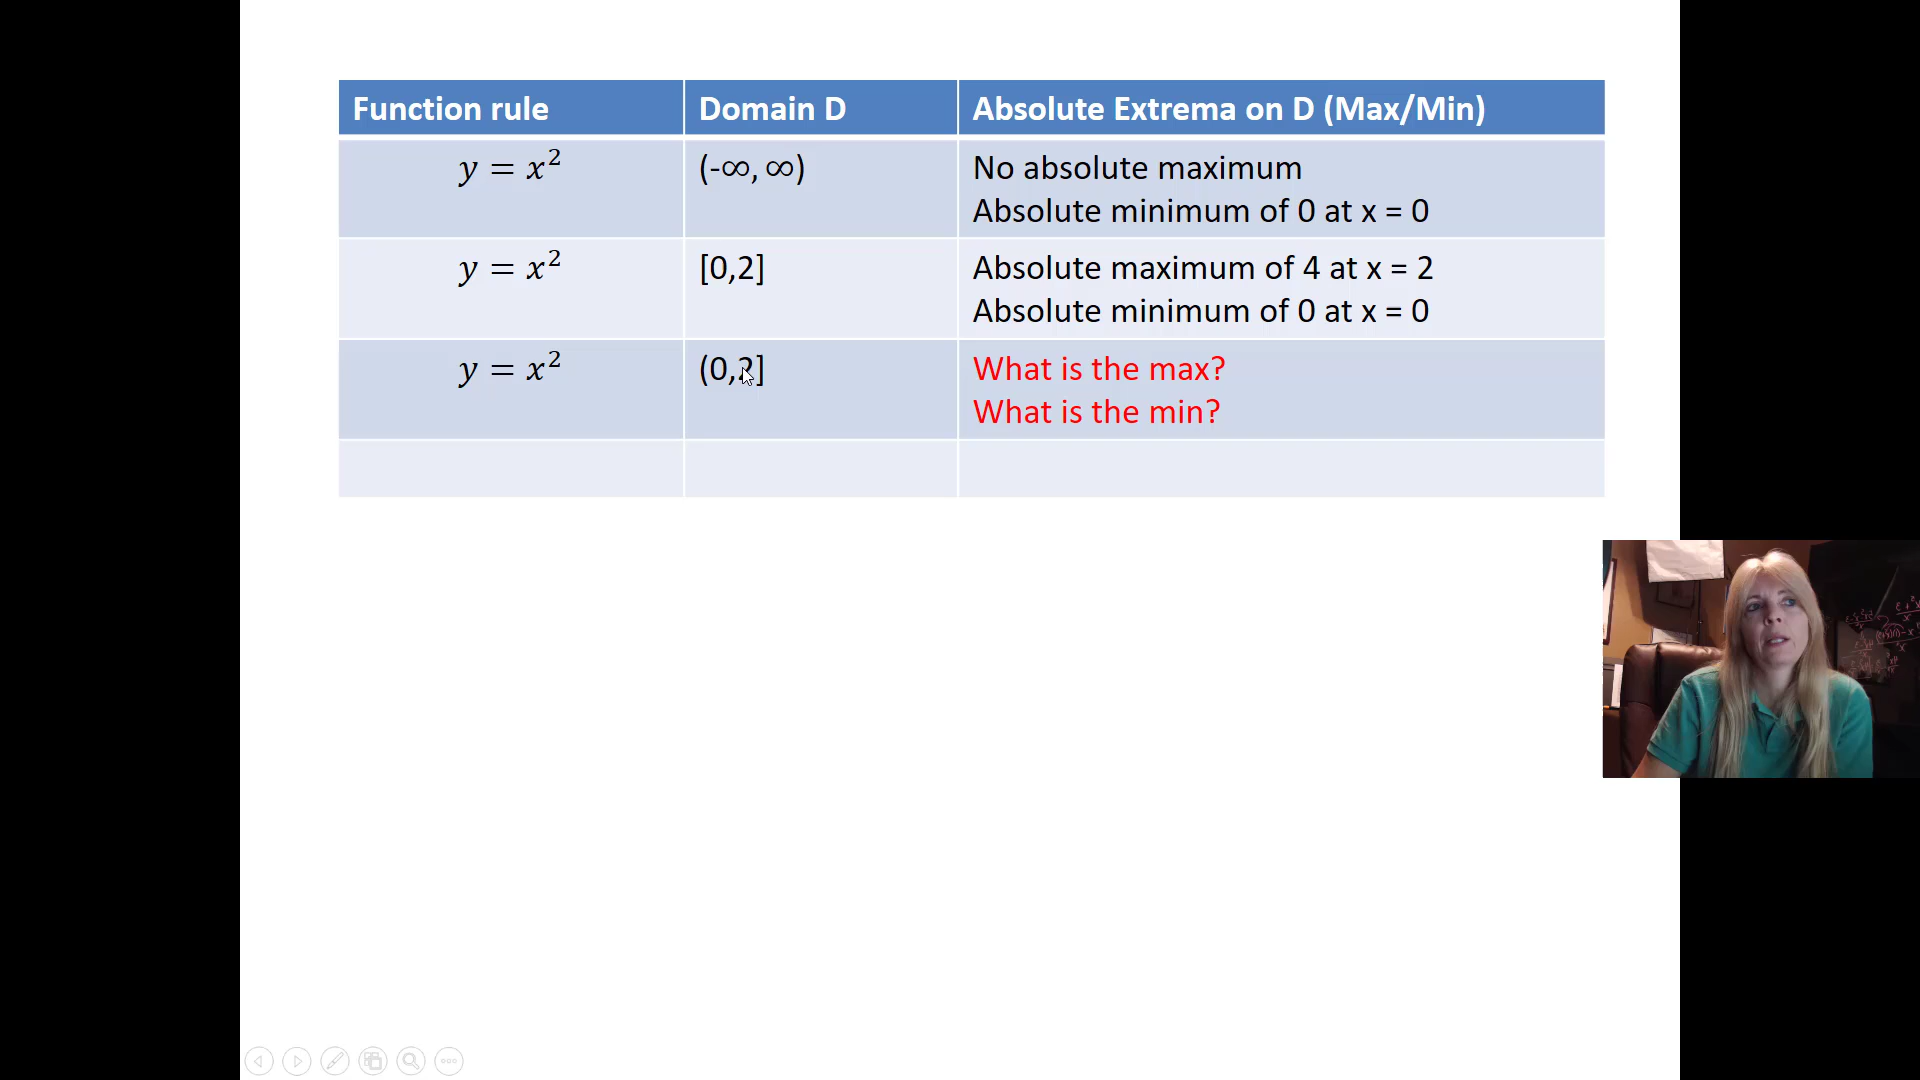 Function rule Domain D Absolute Extrema on D (Max/Min)
y = x² (-∞, ∞) No absolute maximum
Absolute minimum of 0 at x = 0
y = x² [0,2] Absolute maximum of 4 at x = 2
Absolute minimum of 0 at x = 0
y = x² (0,2] What is the max?
What is the min?